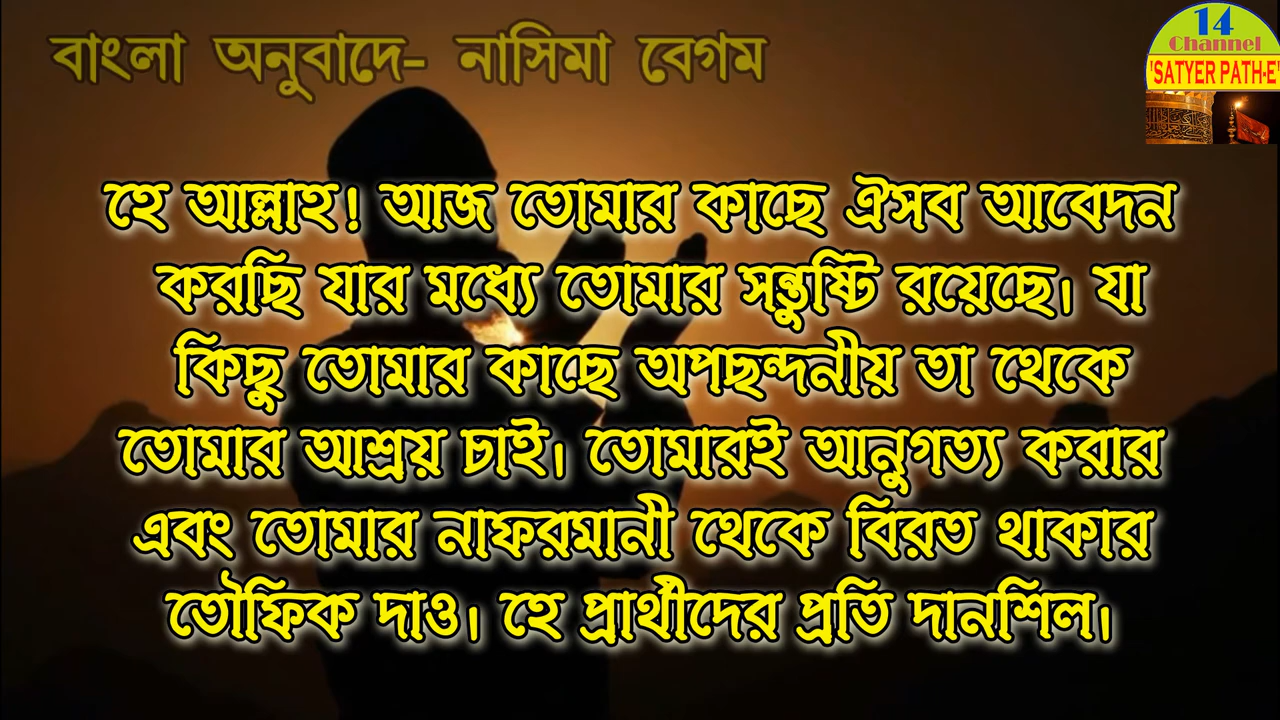 বাংলা অনুবাদে- নাসিমা বেগম
14
Channel
'SATYER PATH-E'
হে আল্লাহ! আজ তোমার কাছে ঐসব আবেদন
করছি যার মধ্যে তোমার সন্তুষ্টি রয়েছে। যা
কিছু তোমার কাছে অপছন্দনীয় তা থেকে
তোমার আশ্রয় চাই। তোমারই আনুগত্য করার
এবং তোমার নাফরমানী থেকে বিরত থাকার
তৌফিক দাও। হে প্রার্থীদের প্রতি দানশিল।